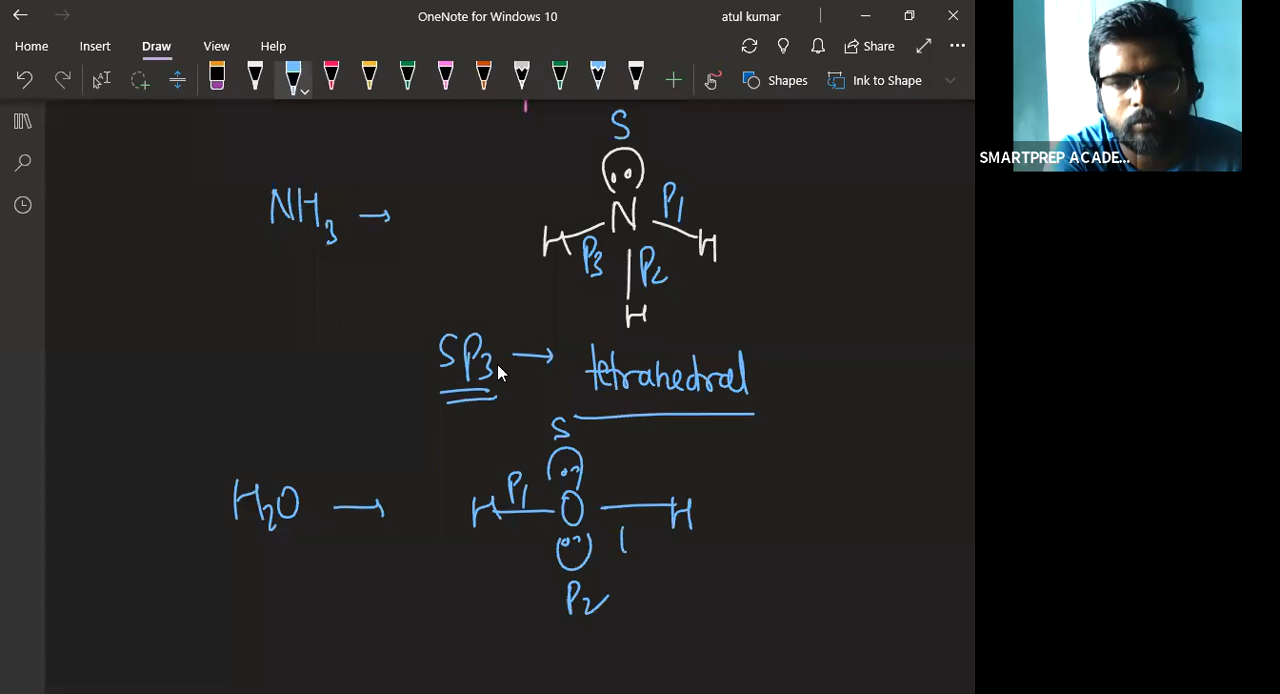 OneNote for Windows 10
atul kumar
Home Insert Draw View Help
Share
Shapes Ink to Shape
SMARTPREP ACADE...
S
NH3 →
N
P1
H
P3
P2
H
H
SP3 → tetrahedral
S
H2O →
H
P1
O
H
P2